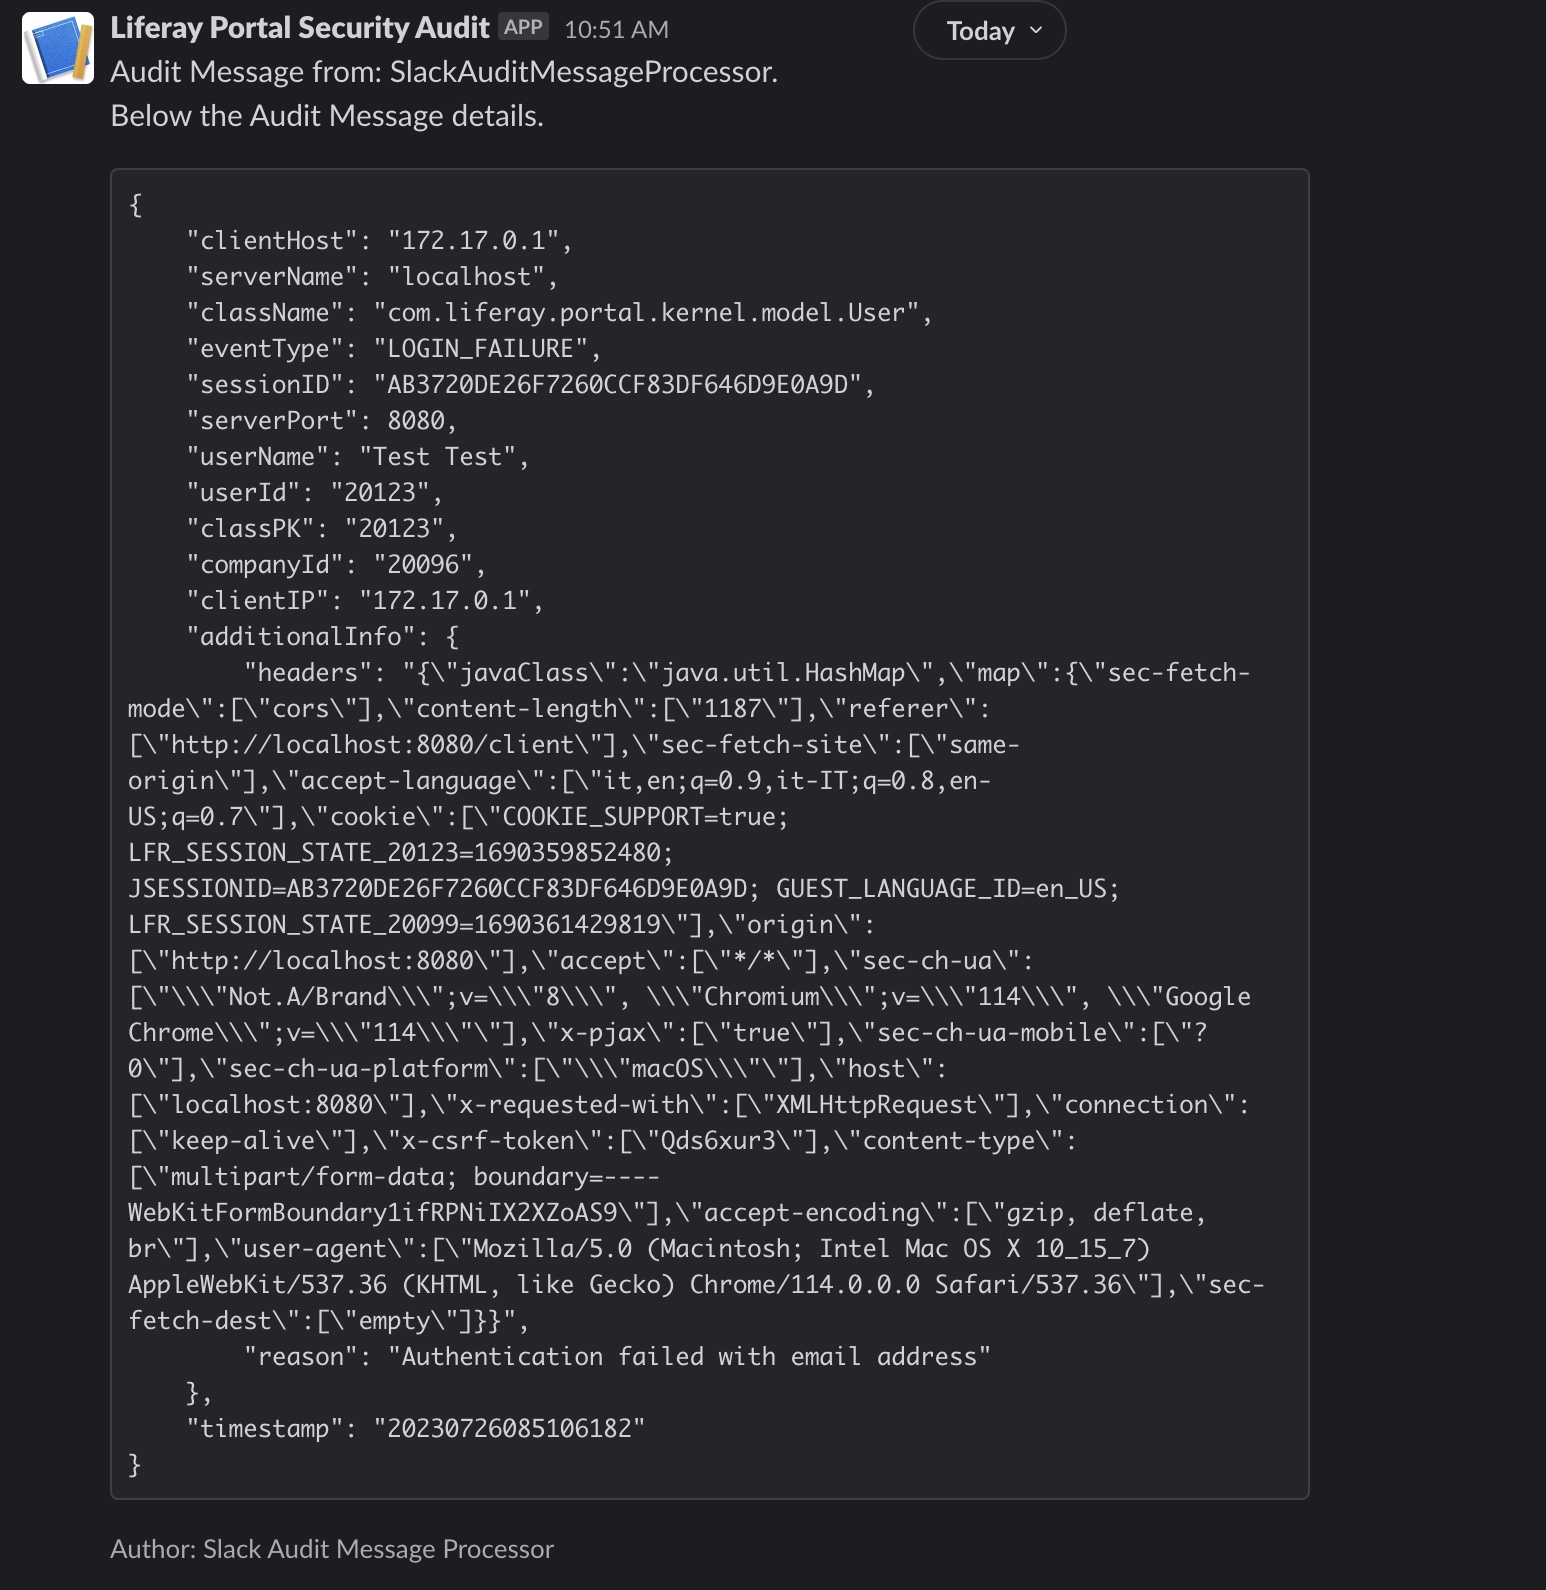 Liferay Portal Security Audit APP 10:51 AM
Today
Audit Message from: SlackAuditMessageProcessor.
Below the Audit Message details.
{
    "clientHost": "172.17.0.1",
    "serverName": "localhost",
    "className": "com.liferay.portal.kernel.model.User",
    "eventType": "LOGIN_FAILURE",
    "sessionID": "AB3720DE26F7260CCF83DF646D9E0A9D",
    "serverPort": 8080,
    "userName": "Test Test",
    "userId": "20123",
    "classPK": "20123",
    "companyId": "20096",
    "clientIP": "172.17.0.1",
    "additionalInfo": {
        "headers": "{\"javaClass\":\"java.util.HashMap\",\"map\":{\"sec-fetch-
mode\":[\"cors\"],\"content-length\":[\"1187\"],\"referer\":
[\"http://localhost:8080/client\"],\"sec-fetch-site\":[\"same-
origin\"],\"accept-language\":[\"it,en;q=0.9,it-IT;q=0.8,en-
US;q=0.7\"],\"cookie\":[\"COOKIE_SUPPORT=true;
LFR_SESSION_STATE_20123=1690359852480;
JSESSIONID=AB3720DE26F7260CCF83DF646D9E0A9D; GUEST_LANGUAGE_ID=en_US;
LFR_SESSION_STATE_20099=1690361429819\"],\"origin\":
[\"http://localhost:8080\"],\"accept\":[\"*/*\"],\"sec-ch-ua\":
[\"\\\"Not.A/Brand\\\";v=\\\"8\\\", \\\"Chromium\\\";v=\\\"114\\\", \\\"Google
Chrome\\\";v=\\\"114\\\"\"],\"x-pjax\":[\"true\"],\"sec-ch-ua-mobile\":[\"?
0\"],\"sec-ch-ua-platform\":[\"\\\"macOS\\\"\"],\"host\":
[\"localhost:8080\"],\"x-requested-with\":[\"XMLHttpRequest\"],\"connection\":
[\"keep-alive\"],\"x-csrf-token\":[\"Qds6xur3\"],\"content-type\":
[\"multipart/form-data; boundary=----
WebKitFormBoundary1ifRPNiIX2XZoAS9\"],\"accept-encoding\":[\"gzip, deflate,
br\"],\"user-agent\":[\"Mozilla/5.0 (Macintosh; Intel Mac OS X 10_15_7)
AppleWebKit/537.36 (KHTML, like Gecko) Chrome/114.0.0.0 Safari/537.36\"],\"sec-
fetch-dest\":[\"empty\"]}}",
        "reason": "Authentication failed with email address"
    },
    "timestamp": "20230726085106182"
}
Author: Slack Audit Message Processor